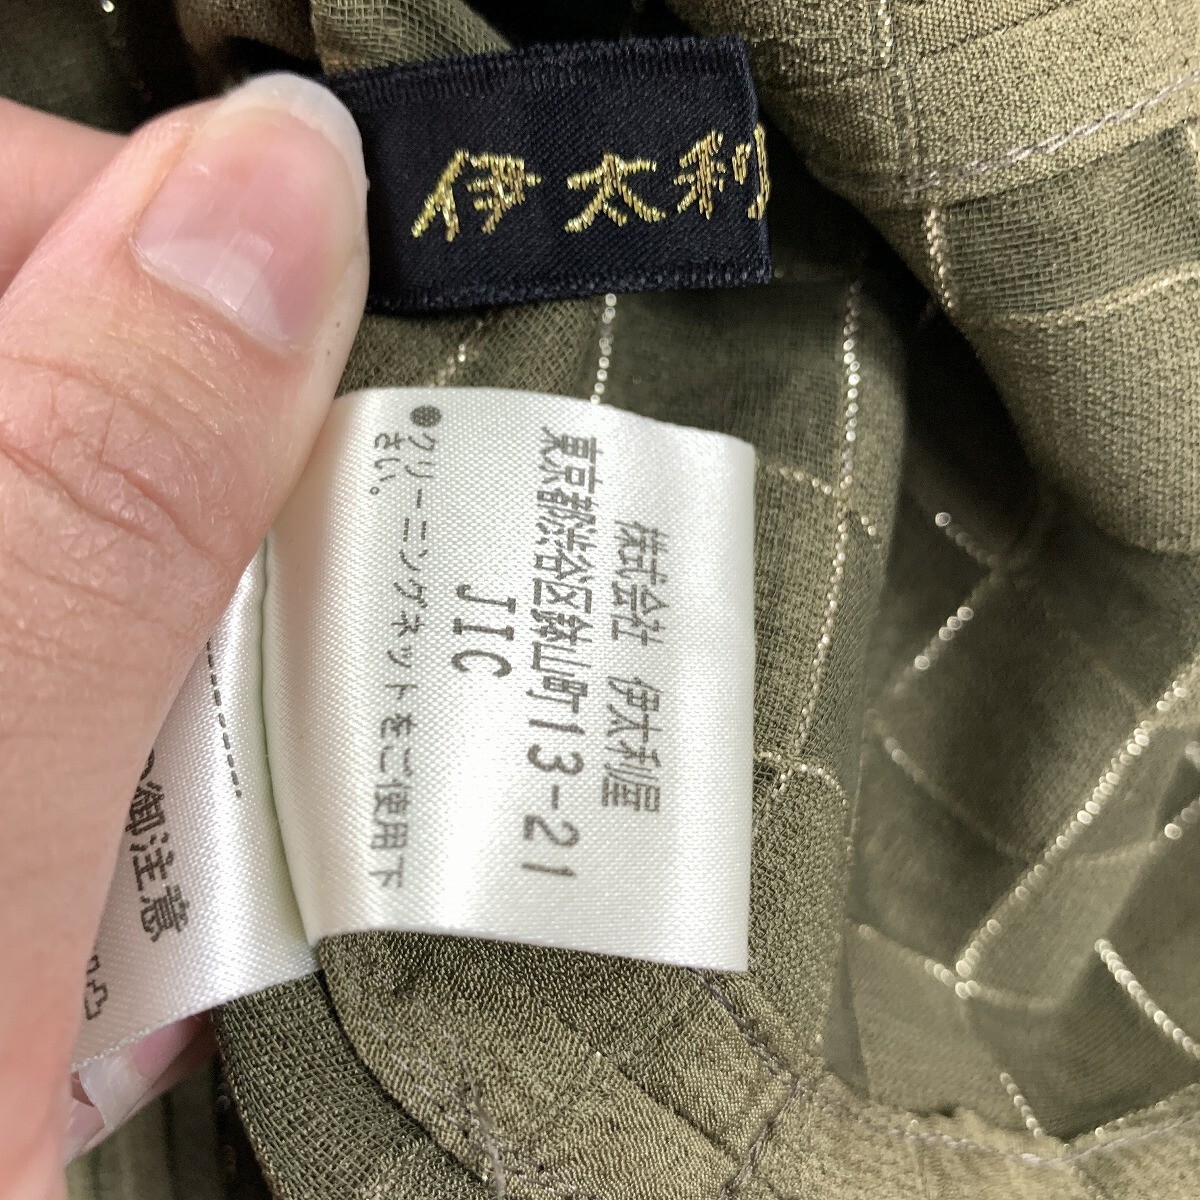 伊太利
株式会社 伊太利屋
東京都渋谷区鉢山町13-21
JIC
●クリーニングネットをご使用下
さい。
御注意